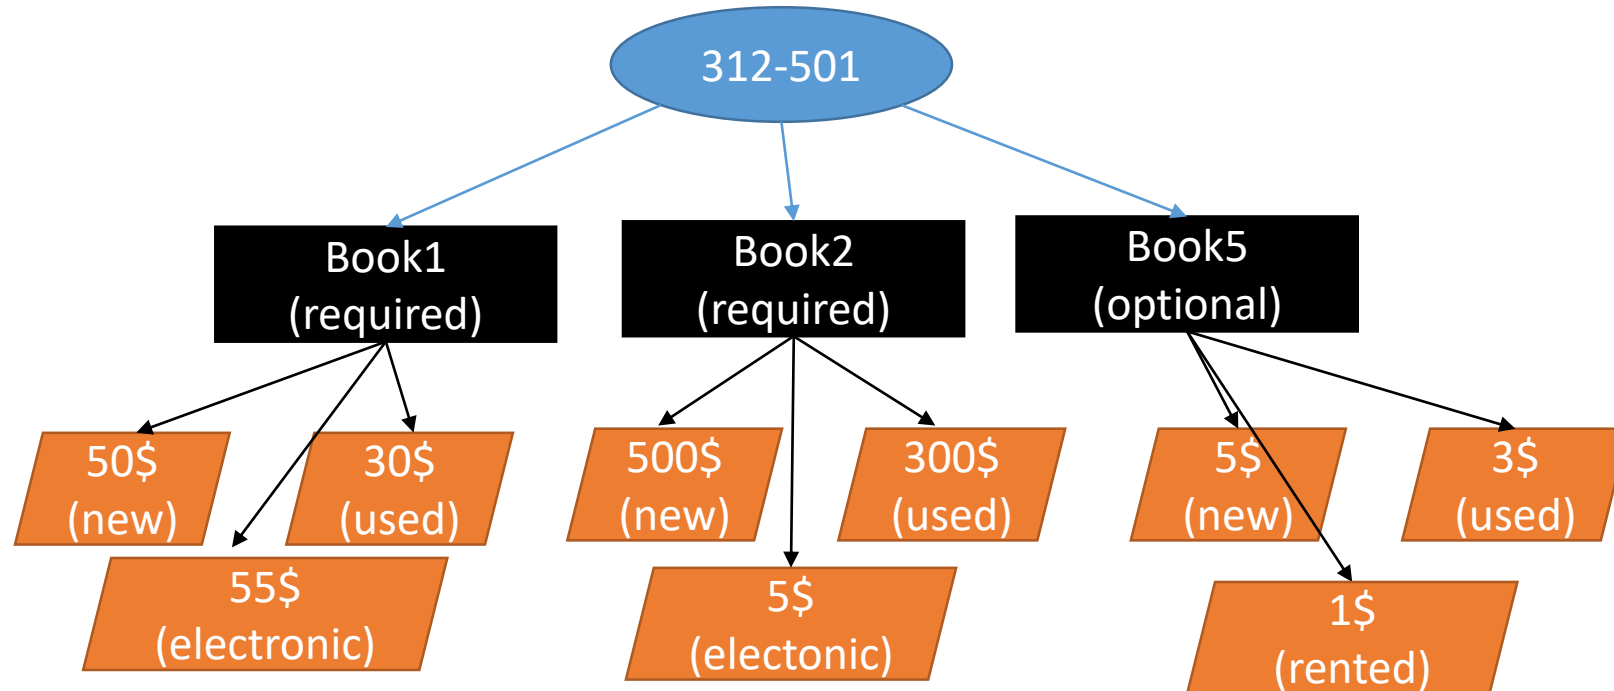 312-501
Book1
(required)
Book2
(required)
Book5
(optional)
50$
(new)
30$
(used)
55$
(electronic)
500$
(new)
300$
(used)
5$
(electonic)
5$
(new)
3$
(used)
1$
(rented)